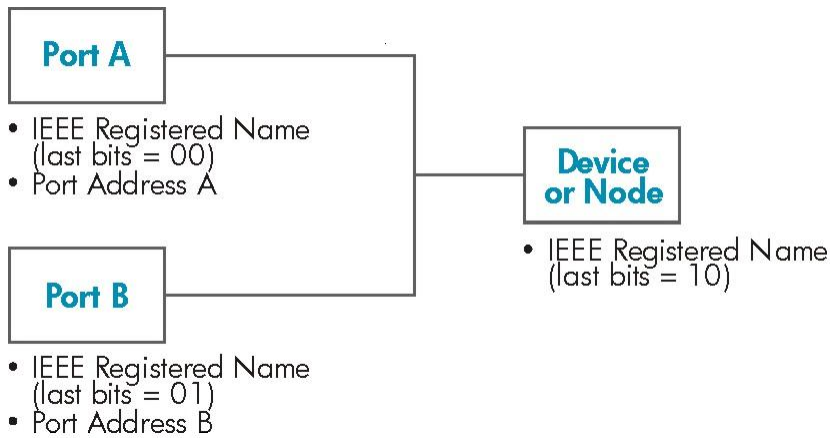 Port A
• IEEE Registered Name
(last bits = 00)
• Port Address A
Device
or Node
• IEEE Registered Name
(last bits = 10)
Port B
• IEEE Registered Name
(last bits = 01)
• Port Address B